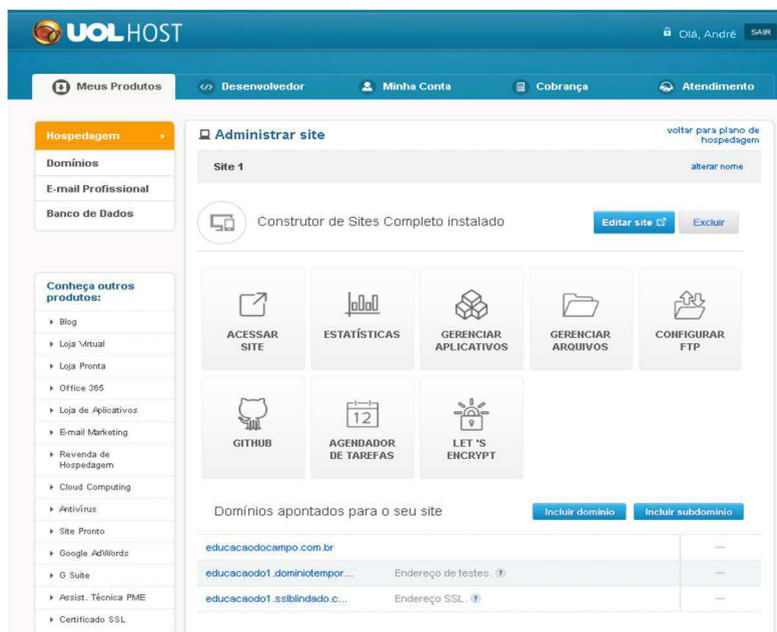 UOLHOST
Olá, André SAIR
Meus Produtos
Desenvolvedor
Minha Conta
Cobrança
Atendimento
Hospedagem
Domínios
E-mail Profissional
Banco de Dados
Conheça outros
produtos:
Blog
Loja Virtual
Loja Pronta
Office 365
Loja de Aplicativos
E-mail Marketing
Revenda de
Hospedagem
Cloud Computing
Antivírus
Site Pronto
Google AdWords
G Suite
Assist. Técnica PME
Certificado SSL
Administrar site
voltar para plano de
hospedagem
Site 1
alterar nome
Construtor de Sites Completo instalado
Editar site
Excluir
ACESSAR
SITE
ESTATÍSTICAS
GERENCIAR
APLICATIVOS
GERENCIAR
ARQUIVOS
CONFIGURAR
FTP
GITHUB
12
AGENDADOR
DE TAREFAS
LET 'S
ENCRYPT
Domínios apontados para o seu site
Incluir domínio
Incluir subdomínio
educacaodocampo.com.br
---
educacaodo1.dominiotempor... Endereço de testes. ?
---
educacaodo1.sslblindado.c... Endereço SSL. ?
---